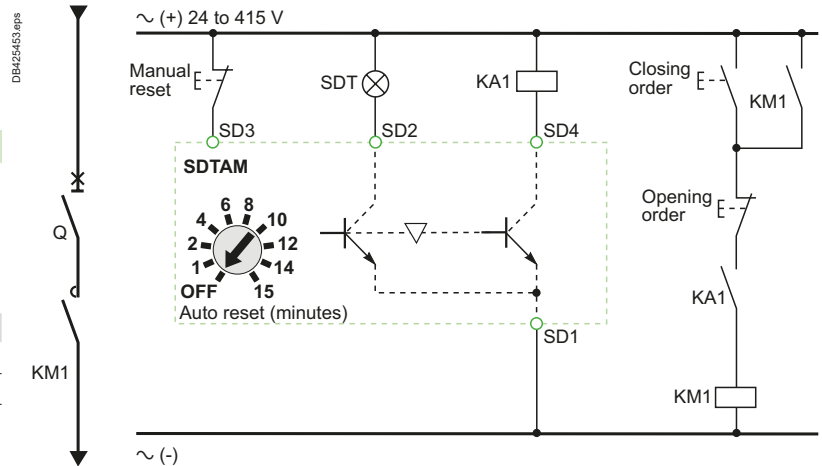 DB425453.eps
∼ (+) 24 to 415 V
Manual
reset
SDT
KA1
Closing
order
KM1
SD3
SD2
SD4
SDTAM
Opening
order
Q
6 8
4 10
2 12
1 14
OFF 15
Auto reset (minutes)
KA1
SD1
KM1
KM1
∼ (-)